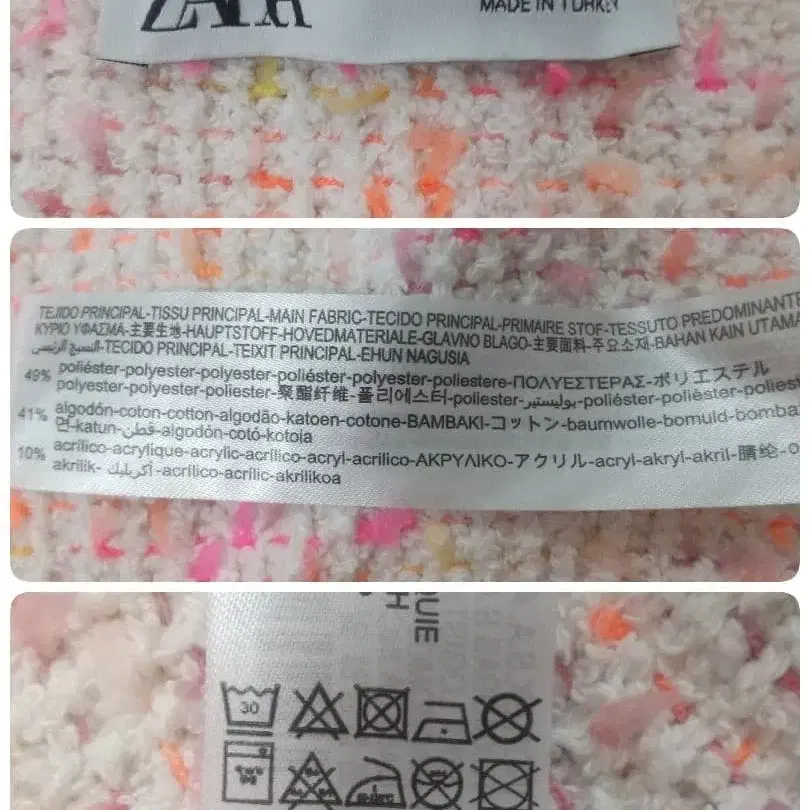 ZARA
MADE IN TURKEY
TEJIDO PRINCIPAL-TISSU PRINCIPAL-MAIN FABRIC-TECIDO PRINCIPAL-PRIMAIRE STOF-TESSUTO PREDOMINANTE
ΚΥΡΙΟ ΥΦΑΣΜΑ-主要生地-HAUPTSTOFF-HOVEDMATERIALE-GLAVNO BLAGO-主要面料-주요소재-BAHAN KAIN UTAMA
النسيج الرئيسي-TECIDO PRINCIPAL-TEIXIT PRINCIPAL-EHUN NAGUSIA
49% poliéster-polyester-polyester-poliéster-polyester-poliestere-ΠΟΛΥΕΣΤΕΡΑΣ-ポリエステル
polyester-polyester-poliester-聚酯纤维-폴리에스터-poliester-بوليستير-poliéster-polièster-poliest
41% algodón-coton-cotton-algodão-katoen-cotone-ΒΑΜΒΑΚΙ-コットン-baumwolle-bomuld-bomba
면-katun-قطن-algodón-cotó-kotoia
10% acrílico-acrylique-acrylic-acrílico-acryl-acrilico-ΑΚΡΥΛΙΚΟ-アクリル-acryl-akryl-akril-腈纶-
akrilik-أكريليك-acrílico-acrílic-akrilikoa
QUIE
H
30